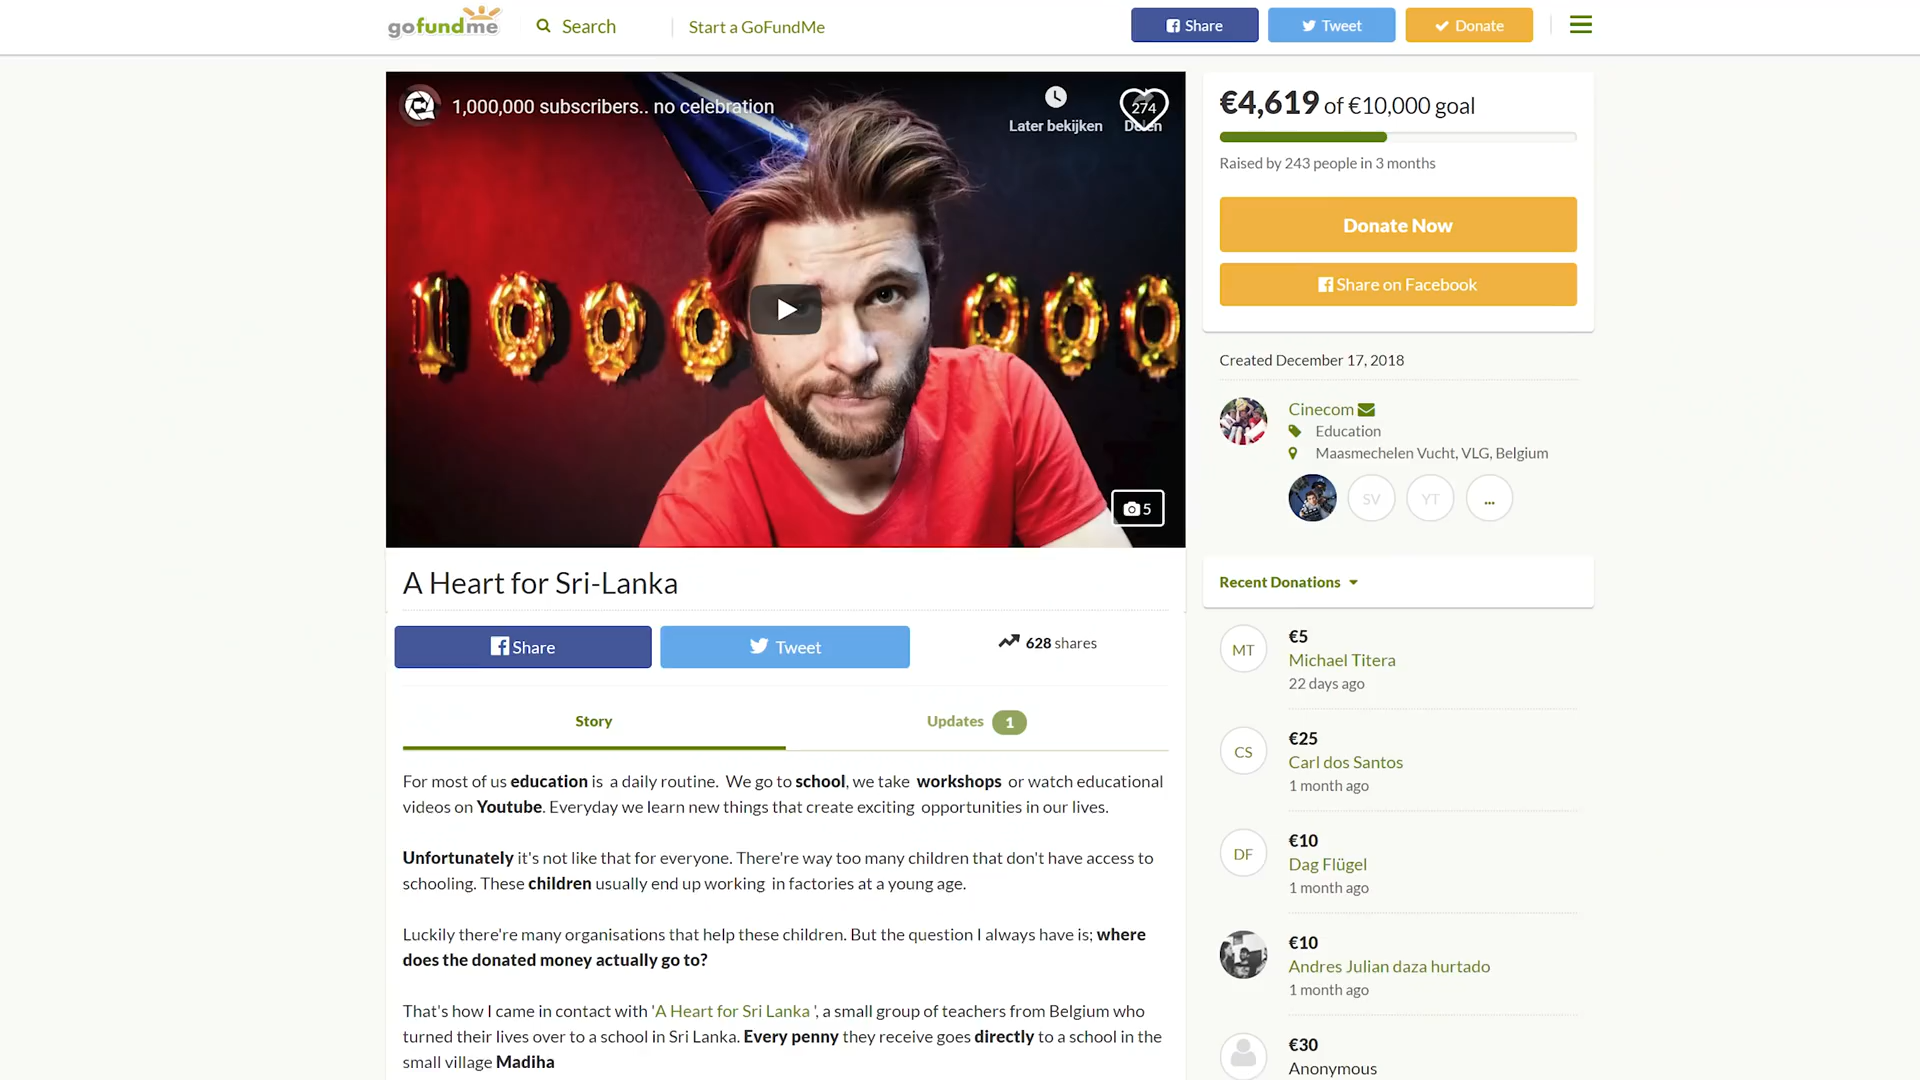 gofundme
Search
Start a GoFundMe
Share
Tweet
Donate
1,000,000 subscribers.. no celebration
Later bekijken
274
Delen
1000 000
5
A Heart for Sri-Lanka
Share
Tweet
628 shares
Story
Updates 1
For most of us education is a daily routine. We go to school, we take workshops or watch educational
videos on Youtube. Everyday we learn new things that create exciting opportunities in our lives.
Unfortunately it's not like that for everyone. There're way too many children that don't have access to
schooling. These children usually end up working in factories at a young age.
Luckily there're many organisations that help these children. But the question I always have is; where
does the donated money actually go to?
That's how I came in contact with 'A Heart for Sri Lanka ', a small group of teachers from Belgium who
turned their lives over to a school in Sri Lanka. Every penny they receive goes directly to a school in the
small village Madiha
€4,619 of €10,000 goal
Raised by 243 people in 3 months
Donate Now
Share on Facebook
Created December 17, 2018
Cinecom
Education
Maasmechelen Vucht, VLG, Belgium
SV
YT
...
Recent Donations
MT
€5
Michael Titera
22 days ago
CS
€25
Carl dos Santos
1 month ago
DF
€10
Dag Flügel
1 month ago
€10
Andres Julian daza hurtado
1 month ago
€30
Anonymous